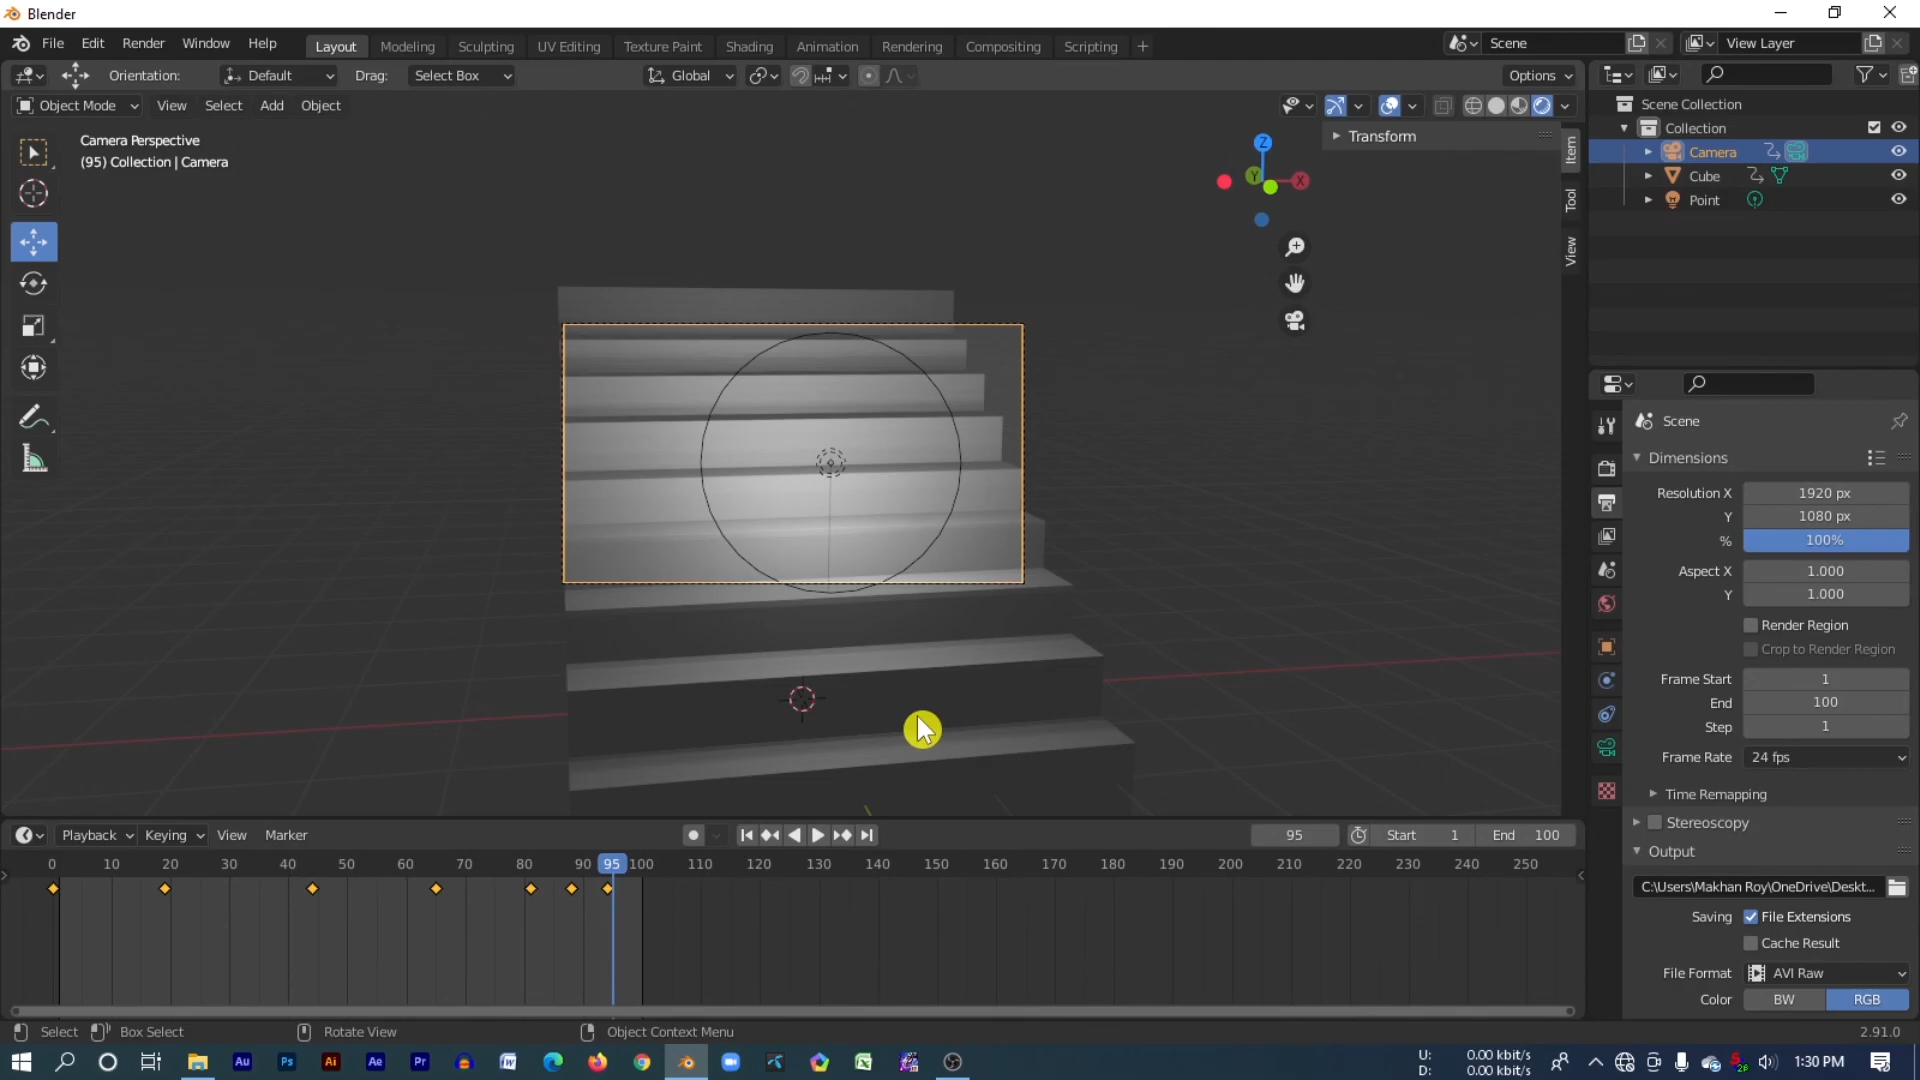 Blender
File Edit Render Window Help
Layout Modeling Sculpting UV Editing Texture Paint Shading Animation Rendering Compositing Scripting +
Scene
View Layer
Orientation: Default Drag: Select Box
Global
Options
Object Mode View Select Add Object
Camera Perspective
(95) Collection | Camera
Transform
Item
Tool
View
Z
Y
X
Scene Collection
Collection
Camera
Cube
Point
Scene
Dimensions
Resolution X 1920 px
Y 1080 px
% 100%
Aspect X 1.000
Y 1.000
Render Region
Crop to Render Region
Frame Start 1
End 100
Step 1
Frame Rate 24 fps
Time Remapping
Stereoscopy
Output
C:\Users\Makhan Roy\OneDrive\Deskt...
Saving File Extensions
Cache Result
File Format AVI Raw
Color BW RGB
Playback Keying View Marker
95 Start 1 End 100
0 10 20 30 40 50 60 70 80 90 95 100 110 120 130 140 150 160 170 180 190 200 210 220 230 240 250
Select Box Select Rotate View Object Context Menu 2.91.0
Au Ps Ai Ae Pr
U: 0.00 kbit/s
D: 0.00 kbit/s
1:30 PM